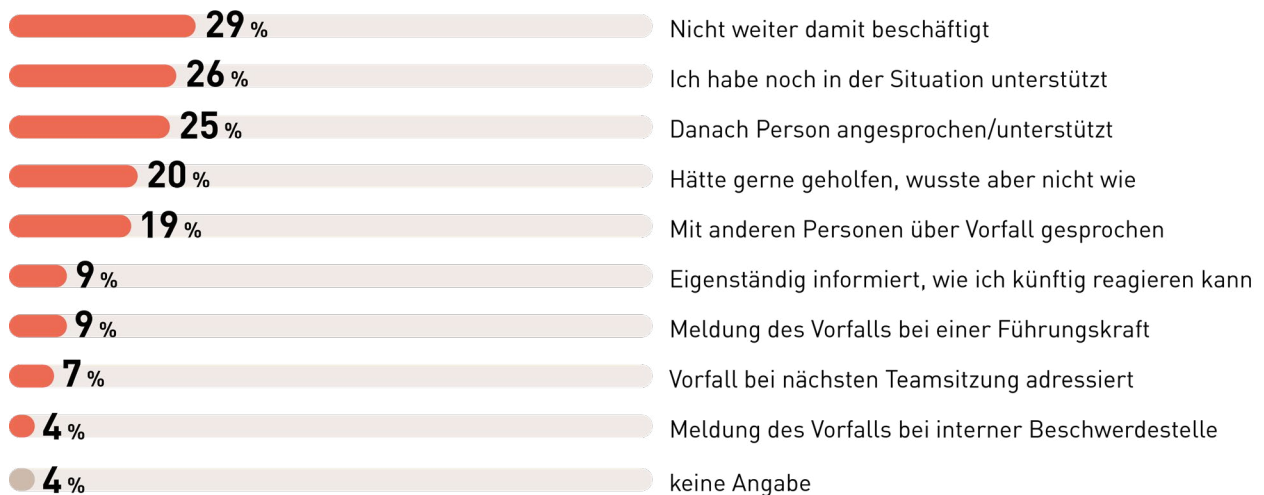 29 % Nicht weiter damit beschäftigt
26 % Ich habe noch in der Situation unterstützt
25 % Danach Person angesprochen/unterstützt
20 % Hätte gerne geholfen, wusste aber nicht wie
19 % Mit anderen Personen über Vorfall gesprochen
9 % Eigenständig informiert, wie ich künftig reagieren kann
9 % Meldung des Vorfalls bei einer Führungskraft
7 % Vorfall bei nächsten Teamsitzung adressiert
4 % Meldung des Vorfalls bei interner Beschwerdestelle
4 % keine Angabe